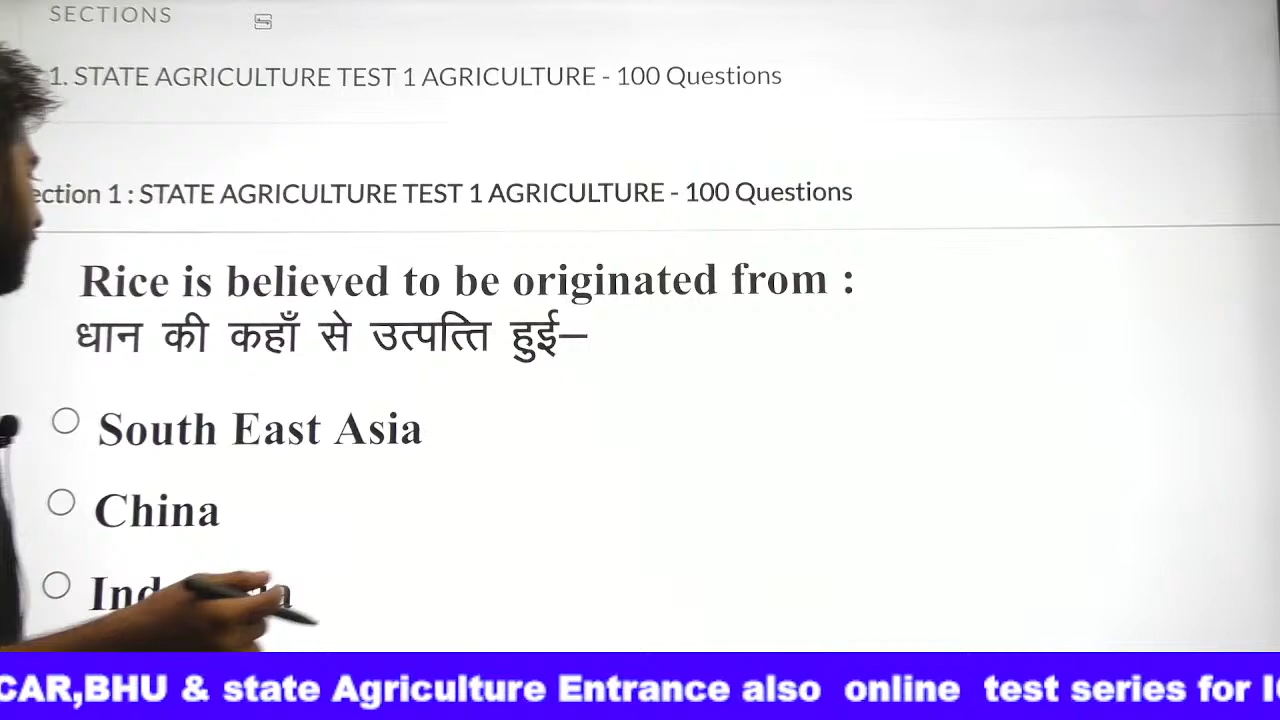 SECTIONS
1. STATE AGRICULTURE TEST 1 AGRICULTURE - 100 Questions
ection 1 : STATE AGRICULTURE TEST 1 AGRICULTURE - 100 Questions
Rice is believed to be originated from :
धान की कहाँ से उत्पत्ति हुई–
South East Asia
China
CAR,BHU & state Agriculture Entrance also online test series for